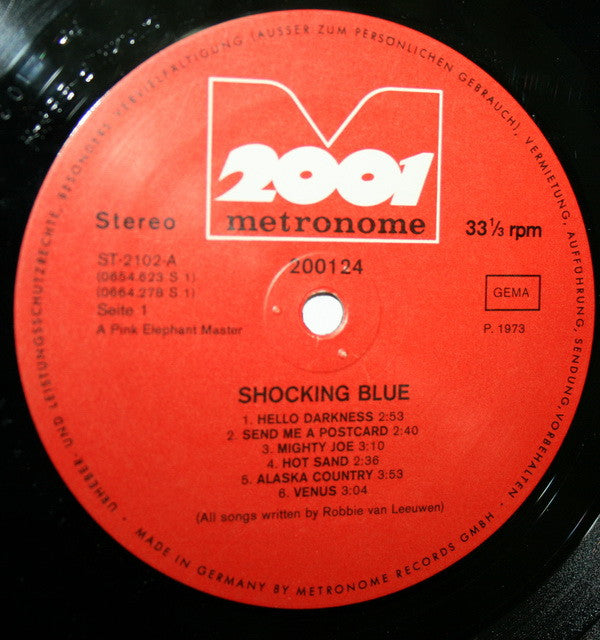 2001
metronome
Stereo
33⅓ rpm
ST-2102-A
200124
(0654.623 S 1)
(0664.278 S 1)
Seite 1
GEMA
A Pink Elephant Master
P. 1973
SHOCKING BLUE
1. HELLO DARKNESS 2:53
2. SEND ME A POSTCARD 2:40
3. MIGHTY JOE 3:10
4. HOT SAND 2:36
5. ALASKA COUNTRY 3:53
6. VENUS 3:04
(All songs written by Robbie van Leeuwen)
URHEBER- UND LEISTUNGSSCHUTZRECHTE, BESONDERS VERVIELFÄLTIGUNG (AUSSER ZUM PERSÖNLICHEN GEBRAUCH), VERMIETUNG, AUFFÜHRUNG, SENDUNG, VORBEHALTEN ·
MADE IN GERMANY BY METRONOME RECORDS GMBH ·